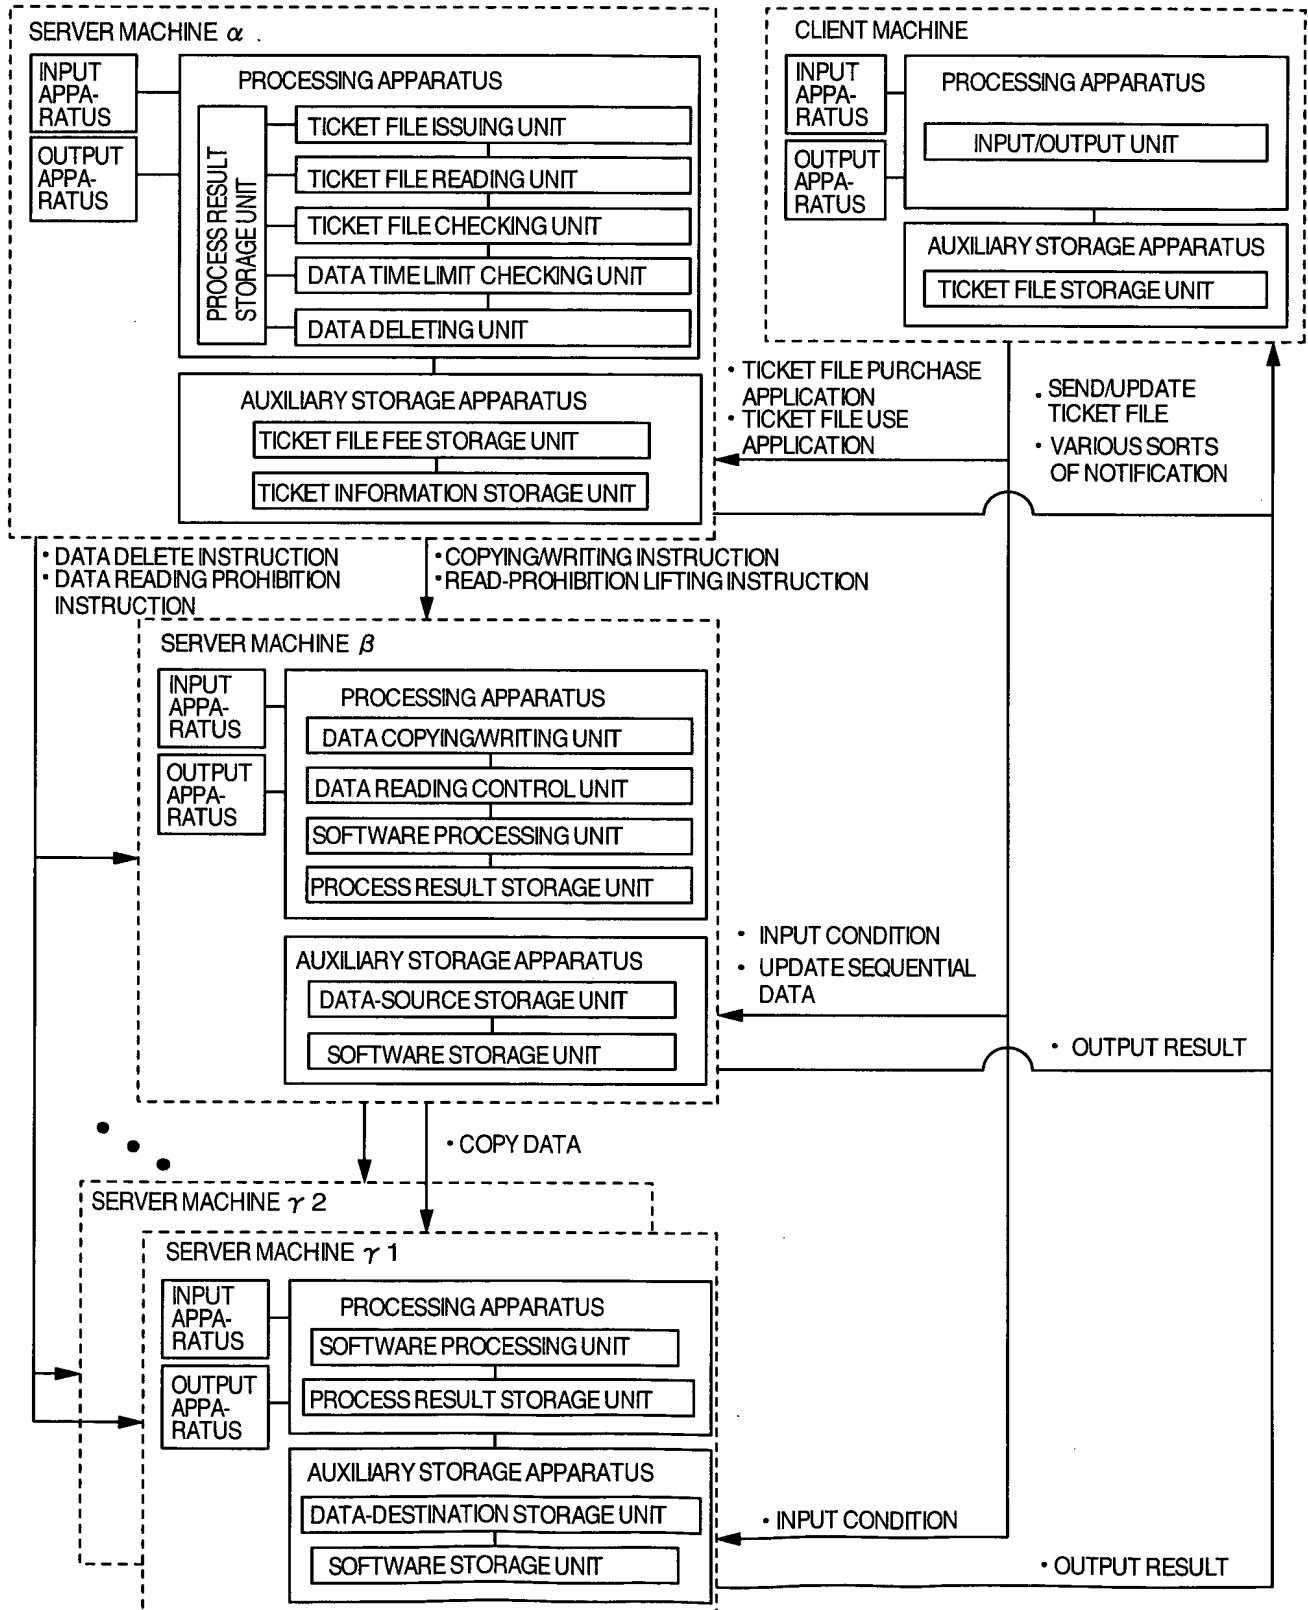 SERVER MACHINE α
INPUT
APPA-
RATUS
OUTPUT
APPA-
RATUS
PROCESSING APPARATUS
PROCESS RESULT
STORAGE UNIT
TICKET FILE ISSUING UNIT
TICKET FILE READING UNIT
TICKET FILE CHECKING UNIT
DATA TIME LIMIT CHECKING UNIT
DATA DELETING UNIT
AUXILIARY STORAGE APPARATUS
TICKET FILE FEE STORAGE UNIT
TICKET INFORMATION STORAGE UNIT
CLIENT MACHINE
INPUT
APPA-
RATUS
OUTPUT
APPA-
RATUS
PROCESSING APPARATUS
INPUT/OUTPUT UNIT
AUXILIARY STORAGE APPARATUS
TICKET FILE STORAGE UNIT
・TICKET FILE PURCHASE
APPLICATION
・TICKET FILE USE
APPLICATION
・SEND/UPDATE
TICKET FILE
・VARIOUS SORTS
OF NOTIFICATION
・DATA DELETE INSTRUCTION
・DATA READING PROHIBITION
INSTRUCTION
・COPYING/WRITING INSTRUCTION
・READ-PROHIBITION LIFTING INSTRUCTION
SERVER MACHINE β
INPUT
APPA-
RATUS
OUTPUT
APPA-
RATUS
PROCESSING APPARATUS
DATA COPYING/WRITING UNIT
DATA READING CONTROL UNIT
SOFTWARE PROCESSING UNIT
PROCESS RESULT STORAGE UNIT
AUXILIARY STORAGE APPARATUS
DATA-SOURCE STORAGE UNIT
SOFTWARE STORAGE UNIT
・INPUT CONDITION
・UPDATE SEQUENTIAL
DATA
・OUTPUT RESULT
・COPY DATA
SERVER MACHINE γ 2
SERVER MACHINE γ 1
INPUT
APPA-
RATUS
OUTPUT
APPA-
RATUS
PROCESSING APPARATUS
SOFTWARE PROCESSING UNIT
PROCESS RESULT STORAGE UNIT
AUXILIARY STORAGE APPARATUS
DATA-DESTINATION STORAGE UNIT
SOFTWARE STORAGE UNIT
・INPUT CONDITION
・OUTPUT RESULT